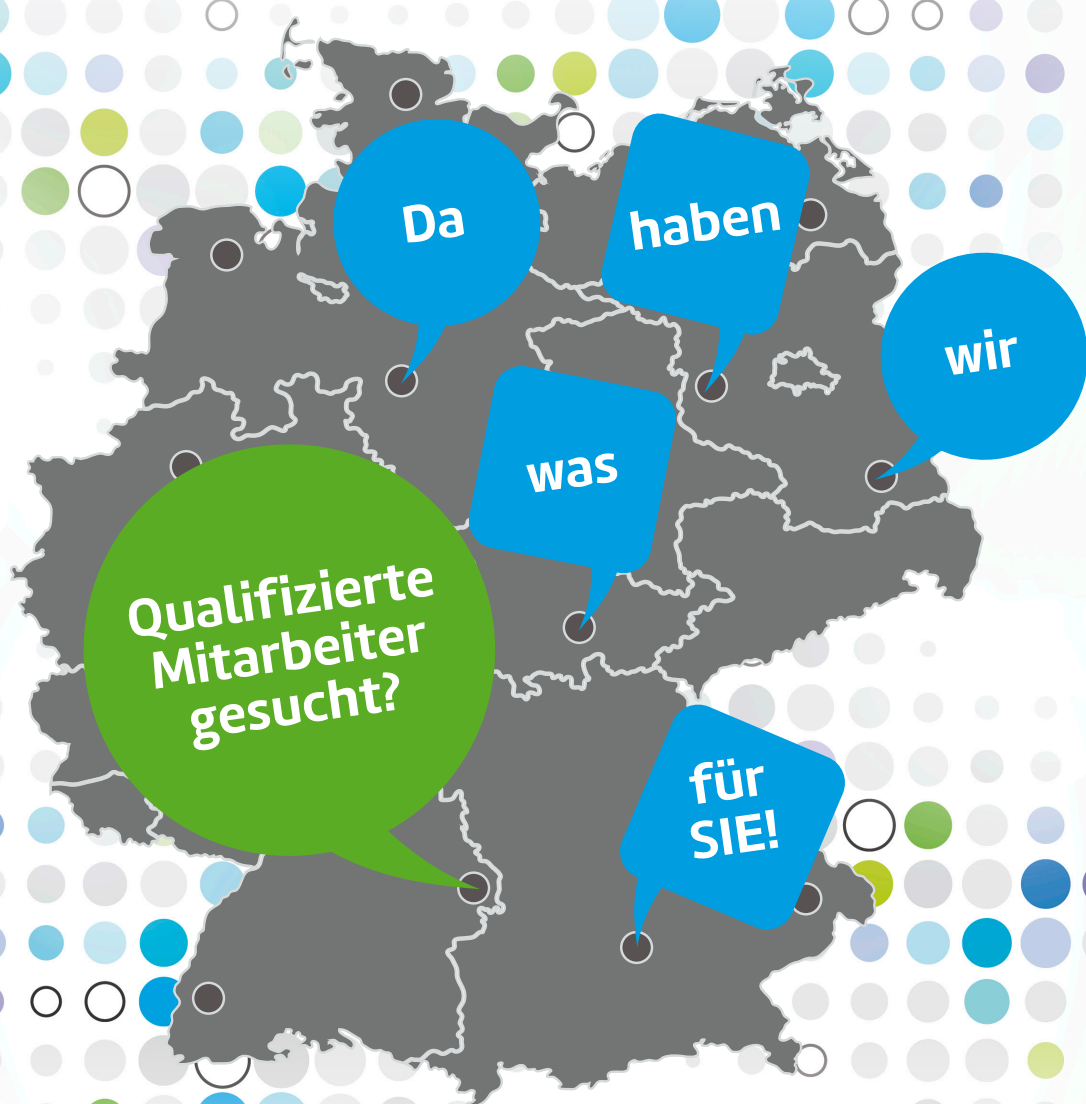 Qualifizierte
Mitarbeiter
gesucht?
Da
haben
wir
was
für
SIE!